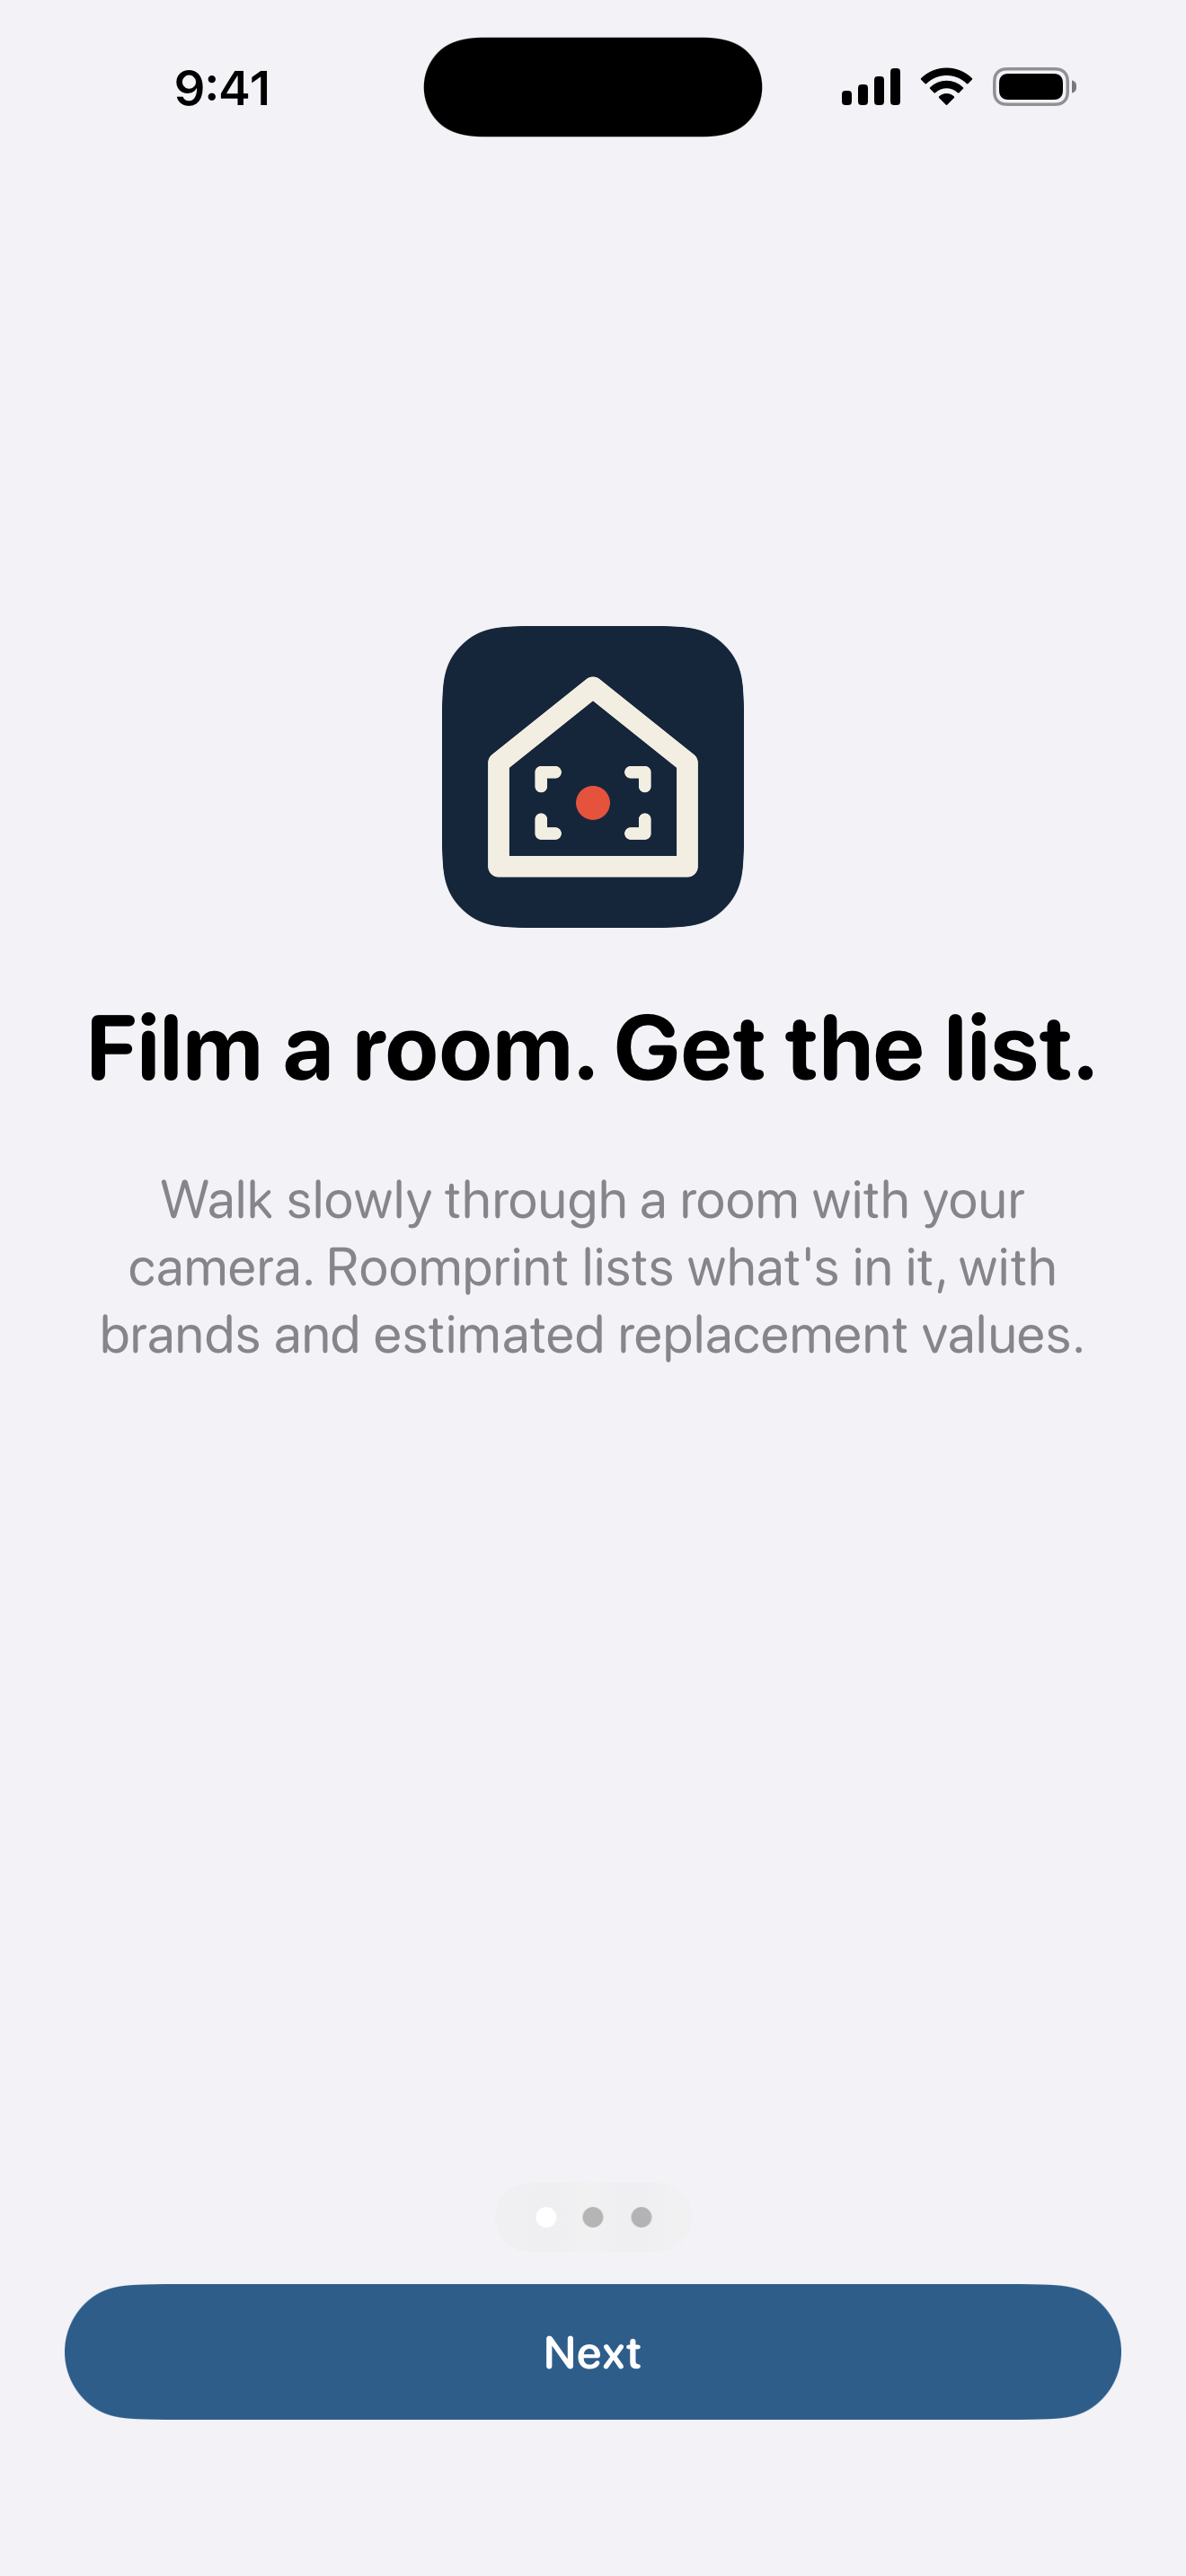 9:41
Film a room. Get the list.
Walk slowly through a room with your
camera. Roomprint lists what's in it, with
brands and estimated replacement values.
Next